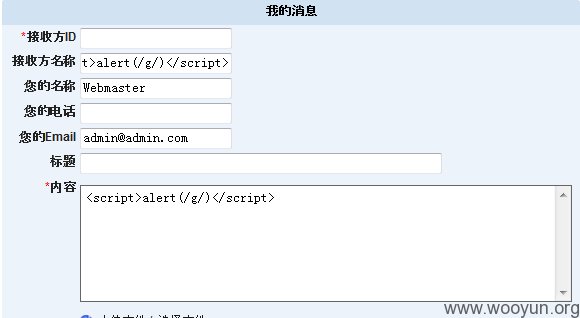 我的消息
*接收方ID
接收方名称 t>alert(/g/)</script>
您的名称 Webmaster
您的电话
您的Email admin@admin.com
标题
*内容 <script>alert(/g/)</script>
www.wooyun.org